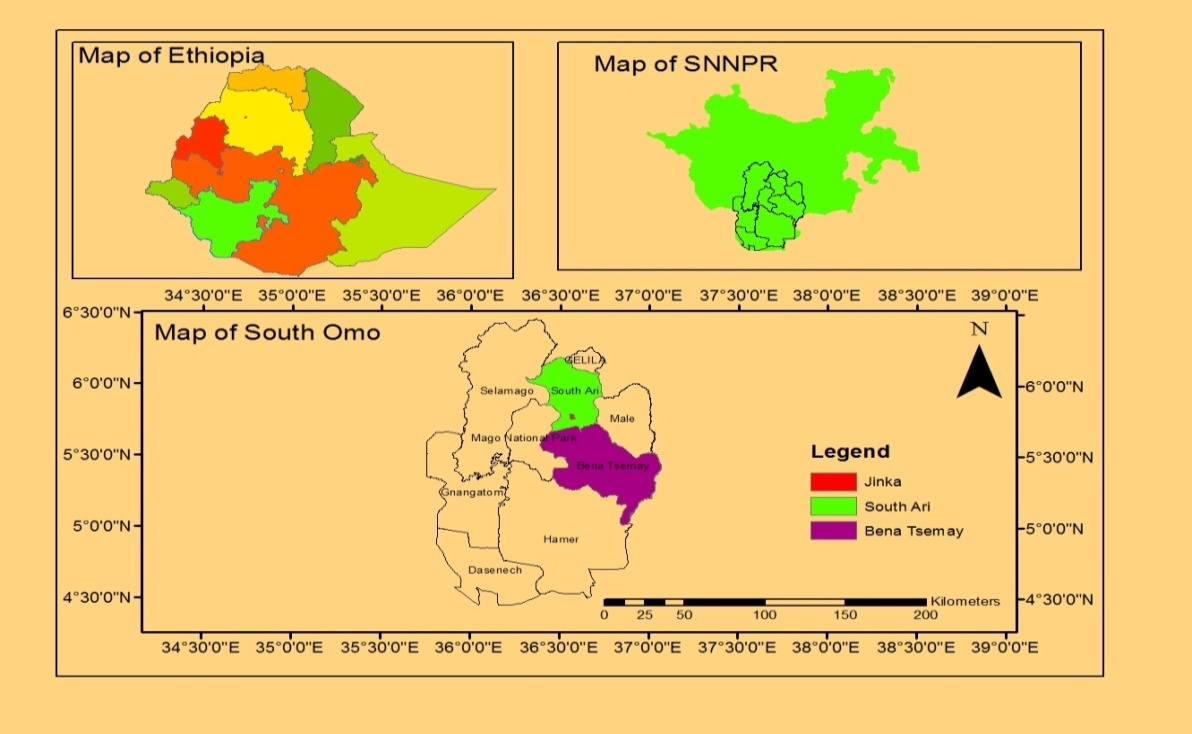 Map of Ethiopia
Map of SNNPR
34°30'0"E 35°0'0"E 35°30'0"E 36°0'0"E 36°30'0"E 37°0'0"E 37°30'0"E 38°0'0"E 38°30'0"E 39°0'0"E
6°30'0"N
Map of South Omo
N
GELILA
6°0'0"N 6°0'0"N
Selamago South Ari
Male
Mago National Park
Legend
5°30'0"N 5°30'0"N
Bena Tsemay
Jinka
Gnangatom
South Ari
5°0'0"N 5°0'0"N
Bena Tsemay
Hamer
Dasenech
4°30'0"N 4°30'0"N
Kilometers
0 25 50 100 150 200
34°30'0"E 35°0'0"E 35°30'0"E 36°0'0"E 36°30'0"E 37°0'0"E 37°30'0"E 38°0'0"E 38°30'0"E 39°0'0"E